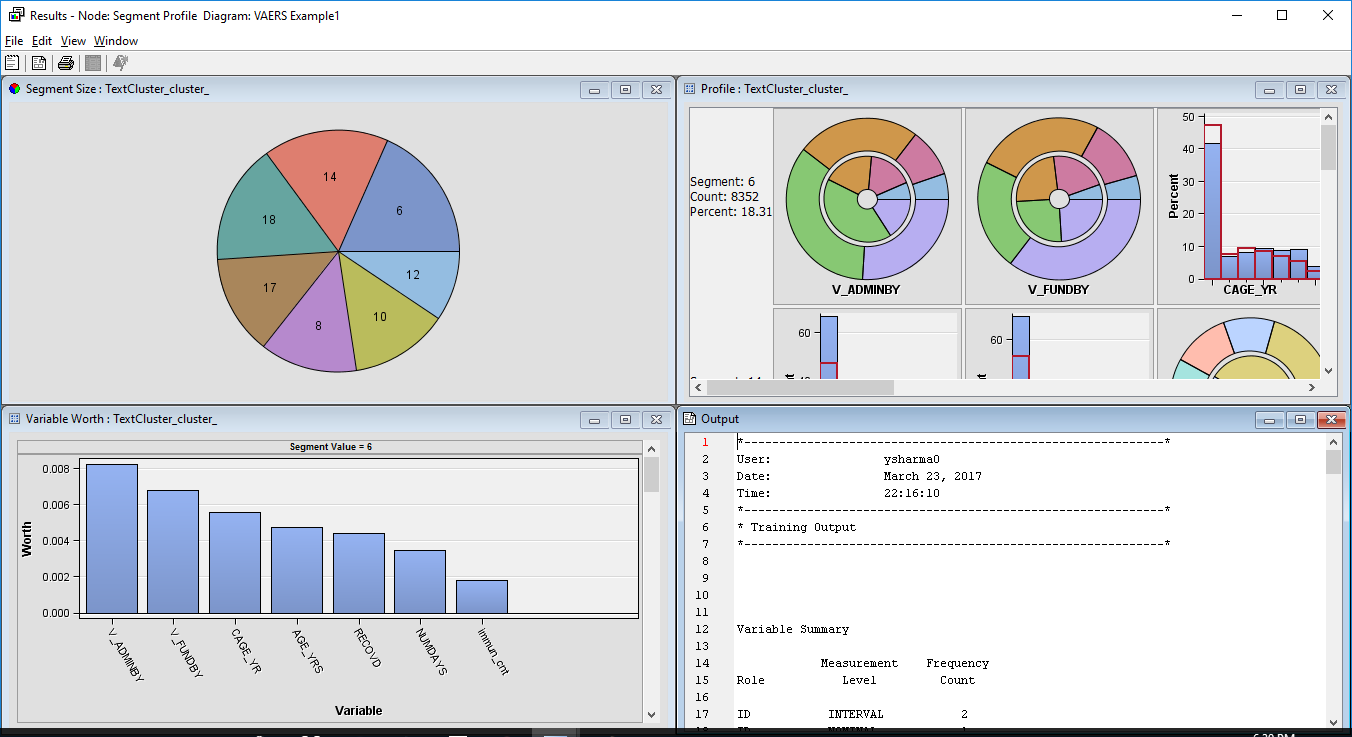 Results - Node: Segment Profile Diagram: VAERS Example1
File Edit View Window
Segment Size : TextCluster_cluster_
14
6
18
12
17
10
8
Profile : TextCluster_cluster_
Segment: 6
Count: 8352
Percent: 18.31
V_ADMINBY
V_FUNDBY
Percent
50
40
30
20
10
0
CAGE_YR
60
60
Variable Worth : TextCluster_cluster_
Segment Value = 6
Worth
0.008
0.006
0.004
0.002
0.000
V_ADMINBY
V_FUNDBY
CAGE_YR
AGE_YRS
RECOVD
NUMDAYS
immun_cnt
Variable
Output
1 *------------------------------------------------------------*
2 User: ysharma0
3 Date: March 23, 2017
4 Time: 22:16:10
5 *------------------------------------------------------------*
6 * Training Output
7 *------------------------------------------------------------*
8
9
10
11
12 Variable Summary
13
14 Measurement Frequency
15 Role Level Count
16
17 ID INTERVAL 2